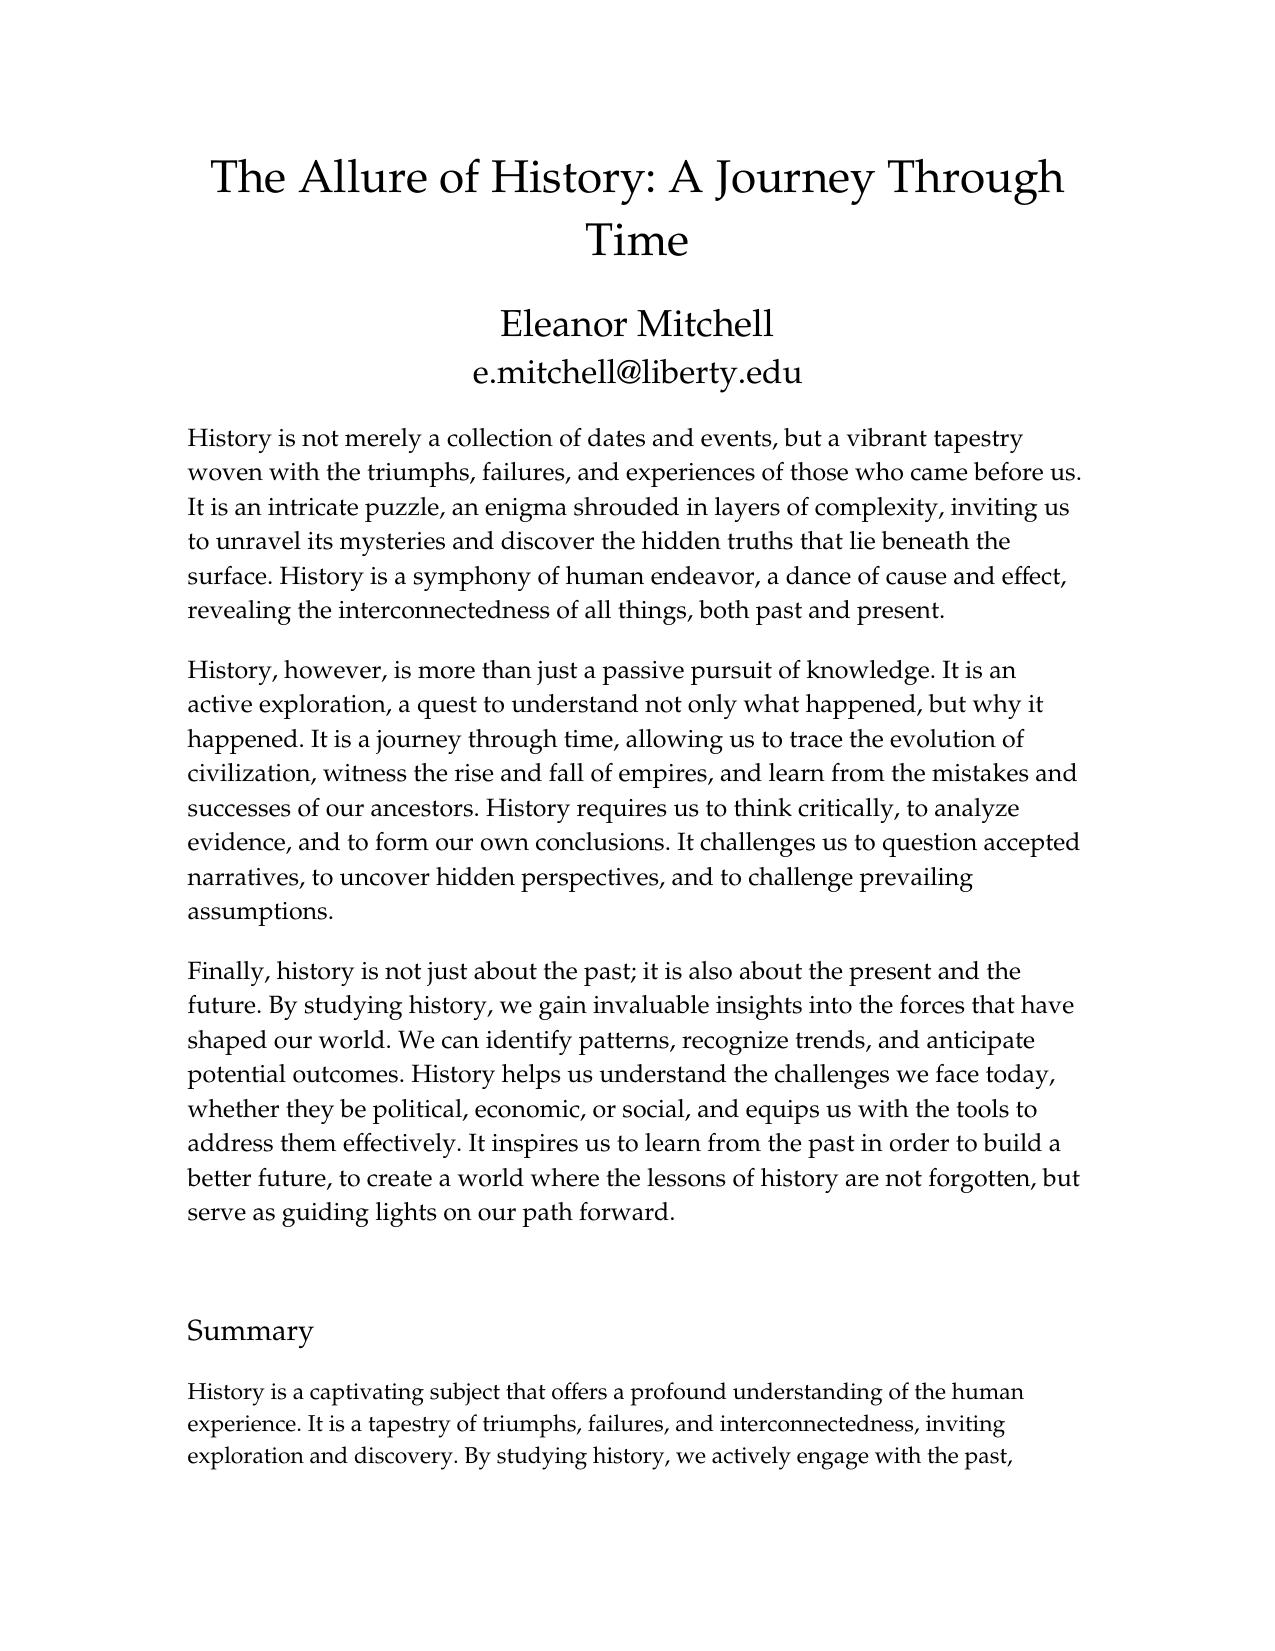 The Allure of History: A Journey Through
Time
Eleanor Mitchell
e.mitchell@liberty.edu
History is not merely a collection of dates and events, but a vibrant tapestry
woven with the triumphs, failures, and experiences of those who came before us.
It is an intricate puzzle, an enigma shrouded in layers of complexity, inviting us
to unravel its mysteries and discover the hidden truths that lie beneath the
surface. History is a symphony of human endeavor, a dance of cause and effect,
revealing the interconnectedness of all things, both past and present.
History, however, is more than just a passive pursuit of knowledge. It is an
active exploration, a quest to understand not only what happened, but why it
happened. It is a journey through time, allowing us to trace the evolution of
civilization, witness the rise and fall of empires, and learn from the mistakes and
successes of our ancestors. History requires us to think critically, to analyze
evidence, and to form our own conclusions. It challenges us to question accepted
narratives, to uncover hidden perspectives, and to challenge prevailing
assumptions.
Finally, history is not just about the past; it is also about the present and the
future. By studying history, we gain invaluable insights into the forces that have
shaped our world. We can identify patterns, recognize trends, and anticipate
potential outcomes. History helps us understand the challenges we face today,
whether they be political, economic, or social, and equips us with the tools to
address them effectively. It inspires us to learn from the past in order to build a
better future, to create a world where the lessons of history are not forgotten, but
serve as guiding lights on our path forward.
Summary
History is a captivating subject that offers a profound understanding of the human
experience. It is a tapestry of triumphs, failures, and interconnectedness, inviting
exploration and discovery. By studying history, we actively engage with the past,